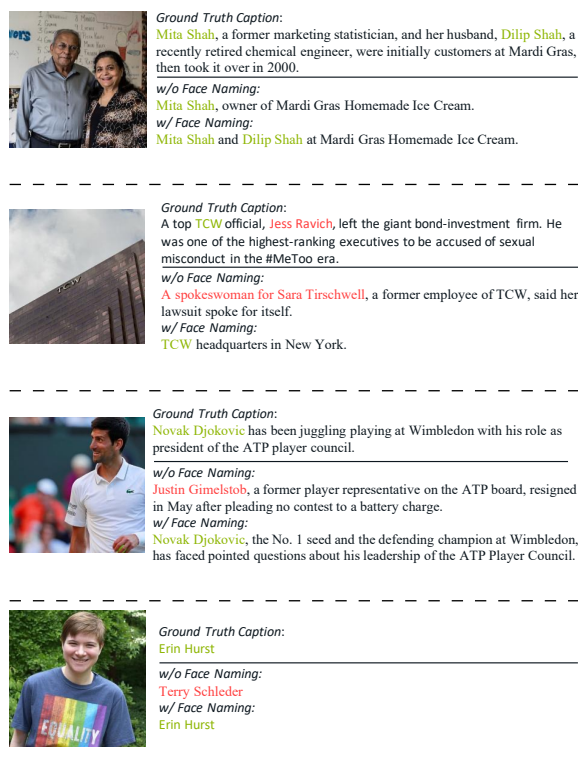 Ground Truth Caption:
Mita Shah, a former marketing statistician, and her husband, Dilip Shah, a
recently retired chemical engineer, were initially customers at Mardi Gras,
then took it over in 2000.
w/o Face Naming:
Mita Shah, owner of Mardi Gras Homemade Ice Cream.
w/ Face Naming:
Mita Shah and Dilip Shah at Mardi Gras Homemade Ice Cream.
TCW
Ground Truth Caption:
A top TCW official, Jess Ravich, left the giant bond-investment firm. He
was one of the highest-ranking executives to be accused of sexual
misconduct in the #MeToo era.
w/o Face Naming:
A spokeswoman for Sara Tirschwell, a former employee of TCW, said her
lawsuit spoke for itself.
w/ Face Naming:
TCW headquarters in New York.
Ground Truth Caption:
Novak Djokovic has been juggling playing at Wimbledon with his role as
president of the ATP player council.
w/o Face Naming:
Justin Gimelstob, a former player representative on the ATP board, resigned
in May after pleading no contest to a battery charge.
w/ Face Naming:
Novak Djokovic, the No. 1 seed and the defending champion at Wimbledon,
has faced pointed questions about his leadership of the ATP Player Council.
EQUALITY
Ground Truth Caption:
Erin Hurst
w/o Face Naming:
Terry Schleder
w/ Face Naming:
Erin Hurst